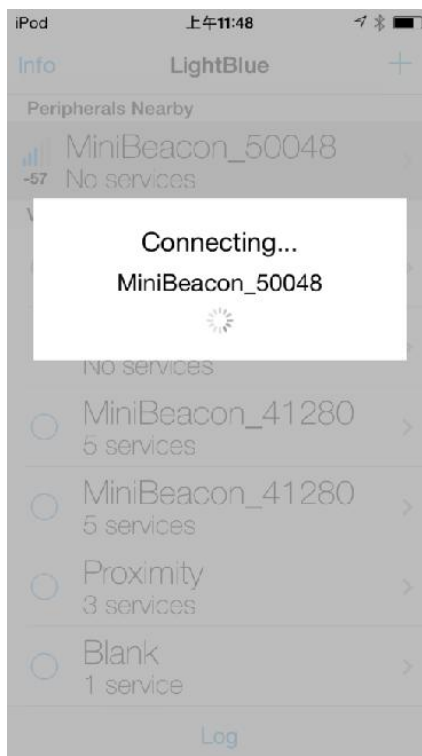 iPod 上午11:48
Info LightBlue +
Peripherals Nearby
MiniBeacon_50048
-57 No services
Connecting...
MiniBeacon_50048
No services
MiniBeacon_41280
5 services
MiniBeacon_41280
5 services
Proximity
3 services
Blank
1 service
Log